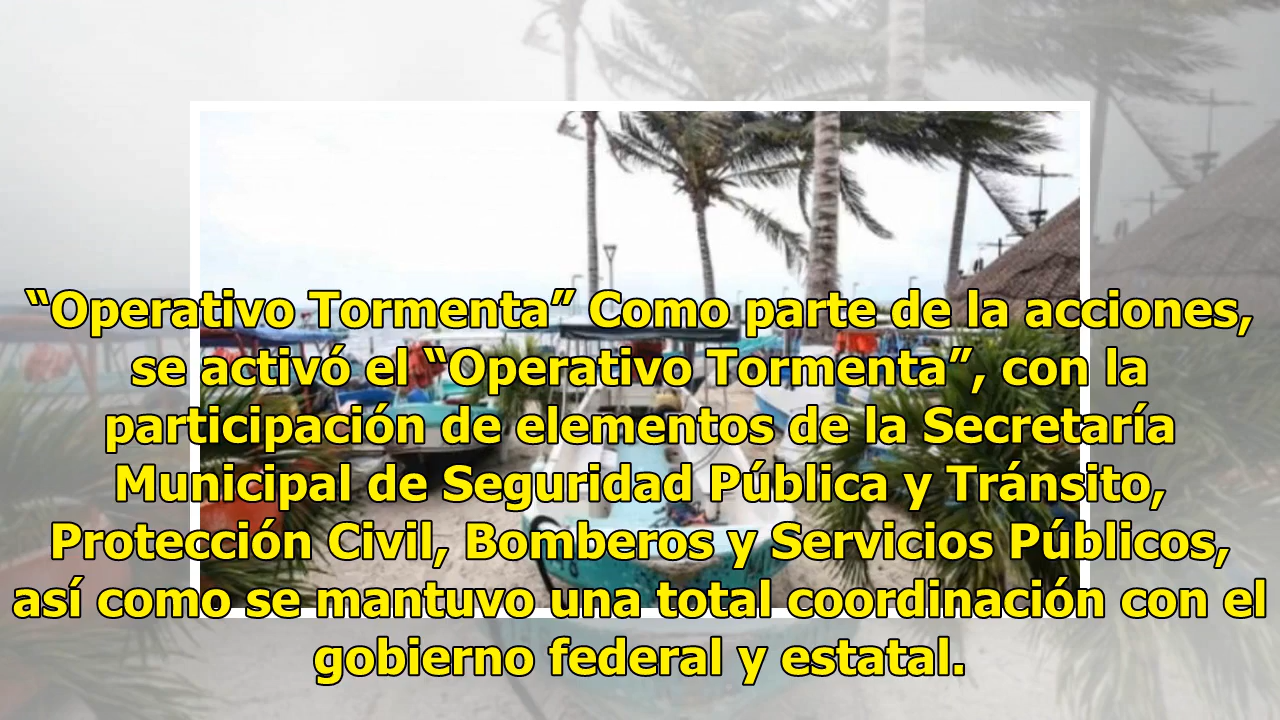 “Operativo Tormenta” Como parte de la acciones,
se activó el “Operativo Tormenta”, con la
participación de elementos de la Secretaría
Municipal de Seguridad Pública y Tránsito,
Protección Civil, Bomberos y Servicios Públicos,
así como se mantuvo una total coordinación con el
gobierno federal y estatal.